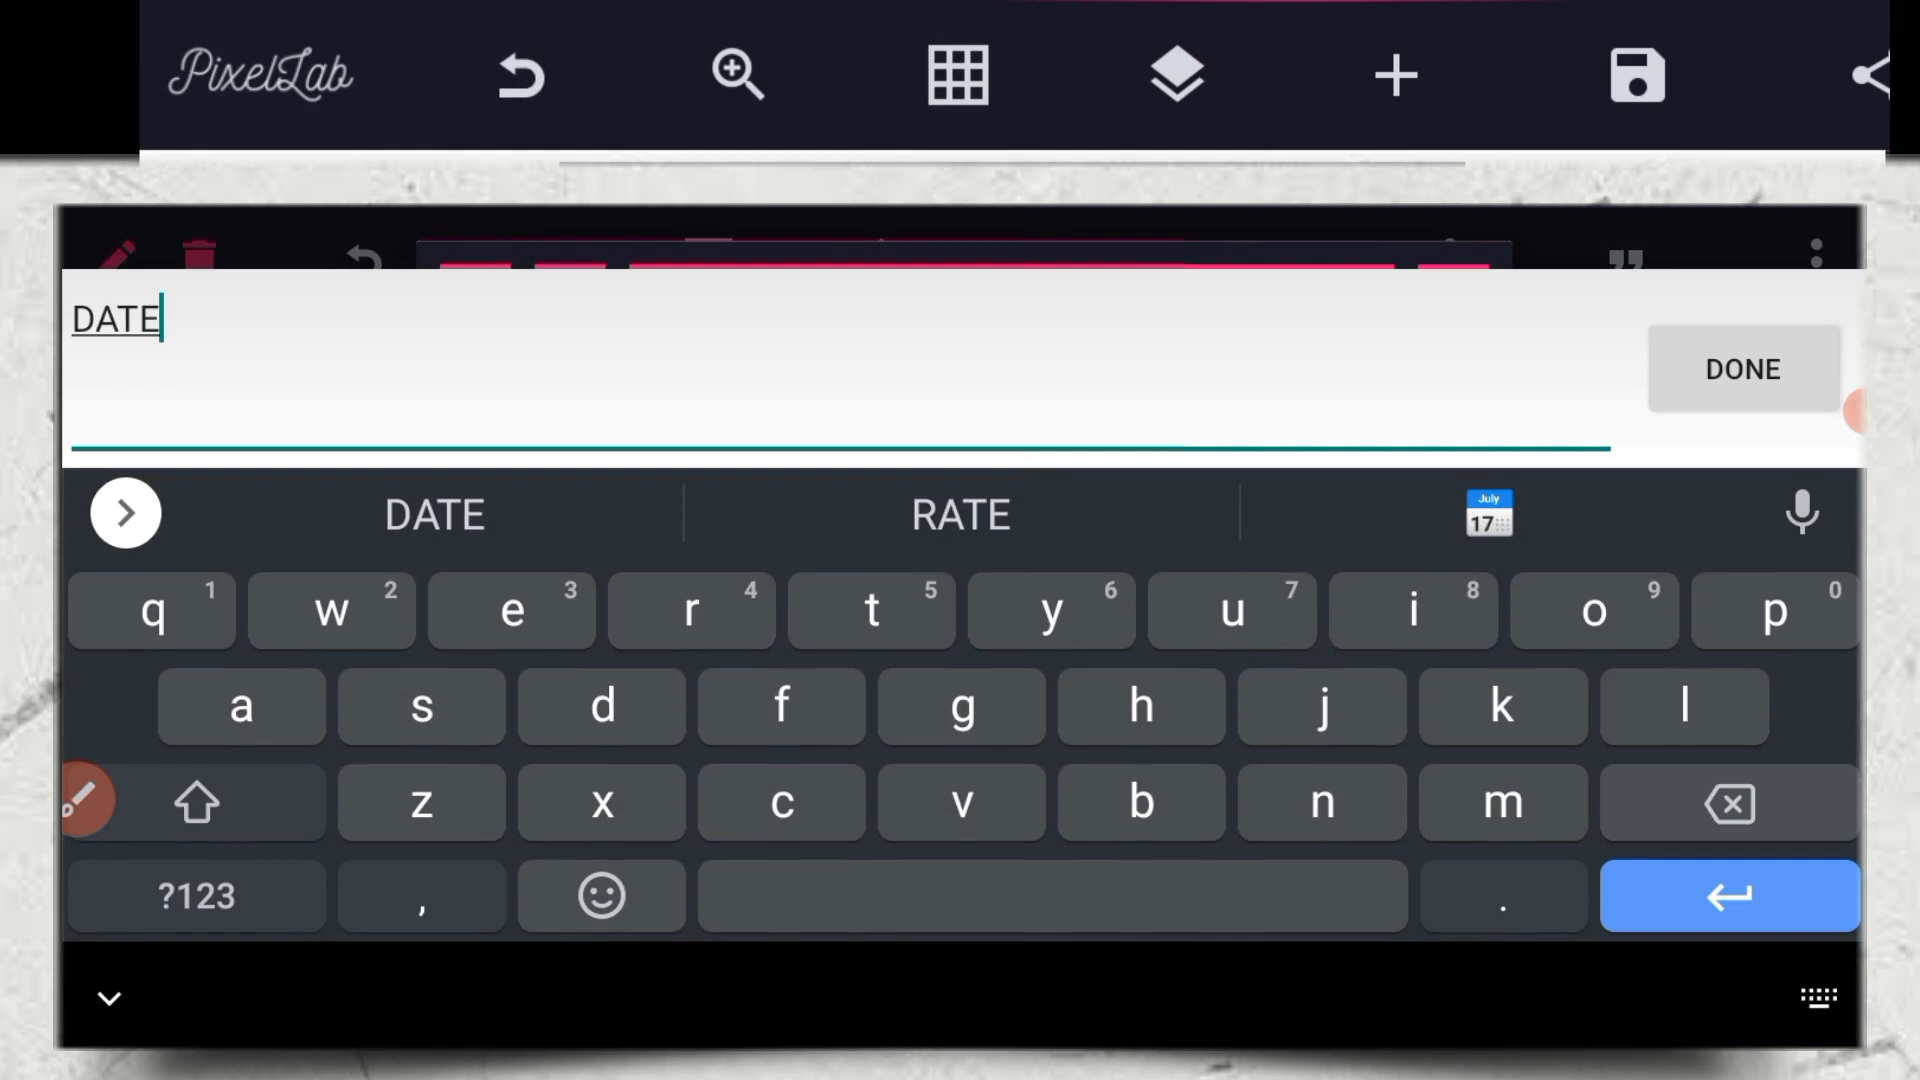 PixelLab
DATE
DONE
DATE RATE July 17
q 1 w 2 e 3 r 4 t 5 y 6 u 7 i 8 o 9 p 0
a s d f g h j k l
z x c v b n m
?123 , .